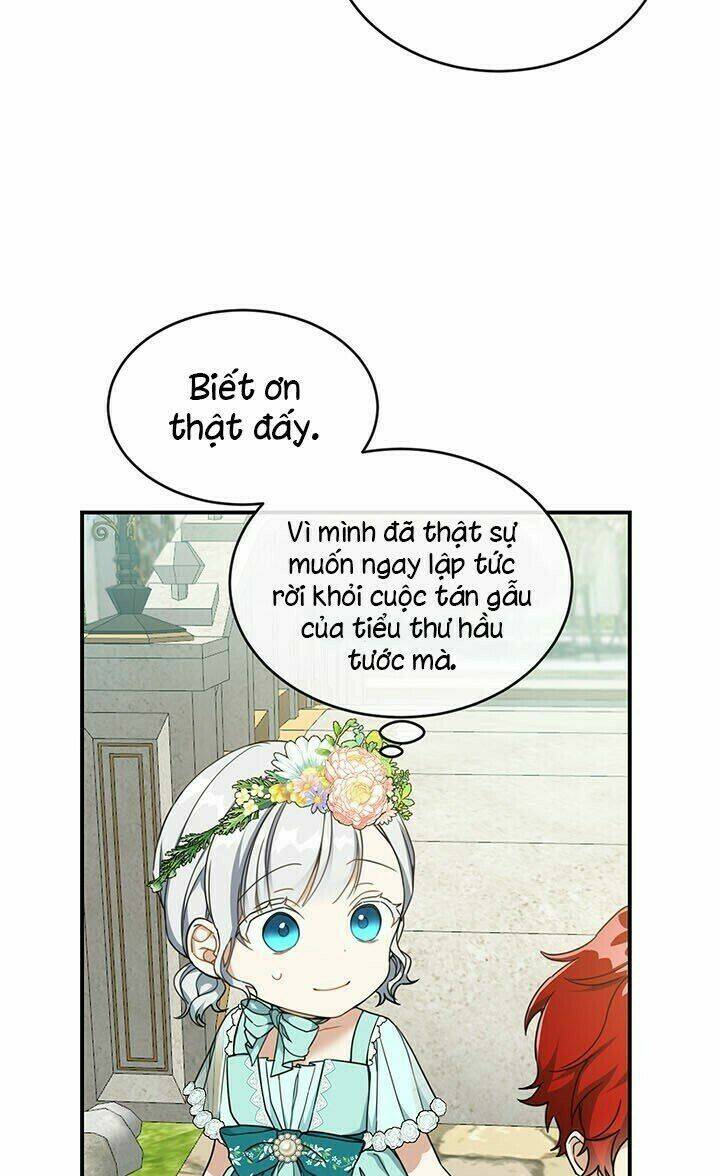 Biết ơn
thật đấy.
Vì mình đã thật sự
muốn ngay lập tức
rời khỏi cuộc tán gẫu
của tiểu thư hầu
tước mà.